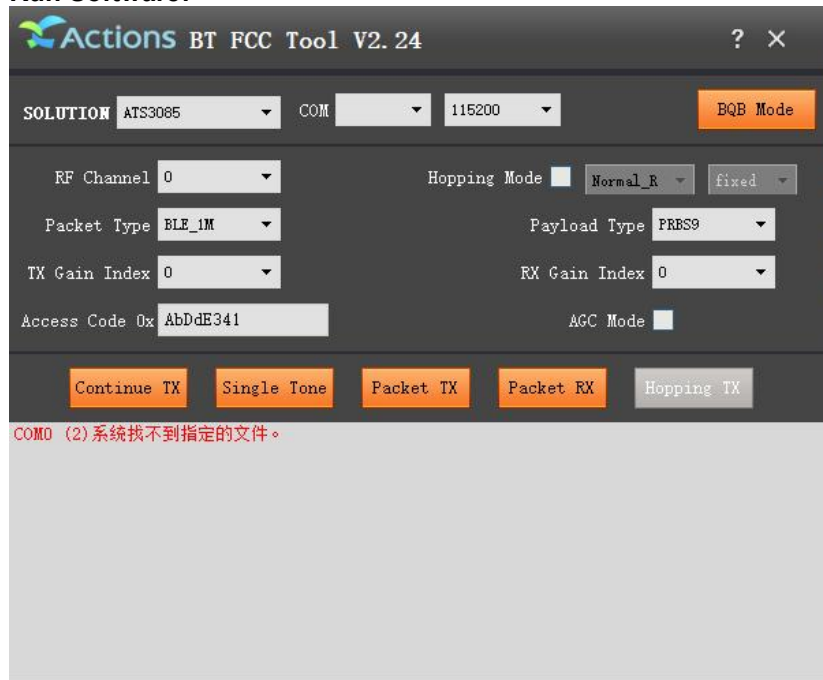 Run Software:
Actions BT FCC Tool V2.24 ? ×
SOLUTION ATS3085 COM 115200 BQB Mode
RF Channel 0 Hopping Mode Normal_R fixed
Packet Type BLE_1M Payload Type PRBS9
TX Gain Index 0 RX Gain Index 0
Access Code 0x AbDdE341 AGC Mode
Continue TX Single Tone Packet TX Packet RX Hopping TX
COM0 (2)系统找不到指定的文件。